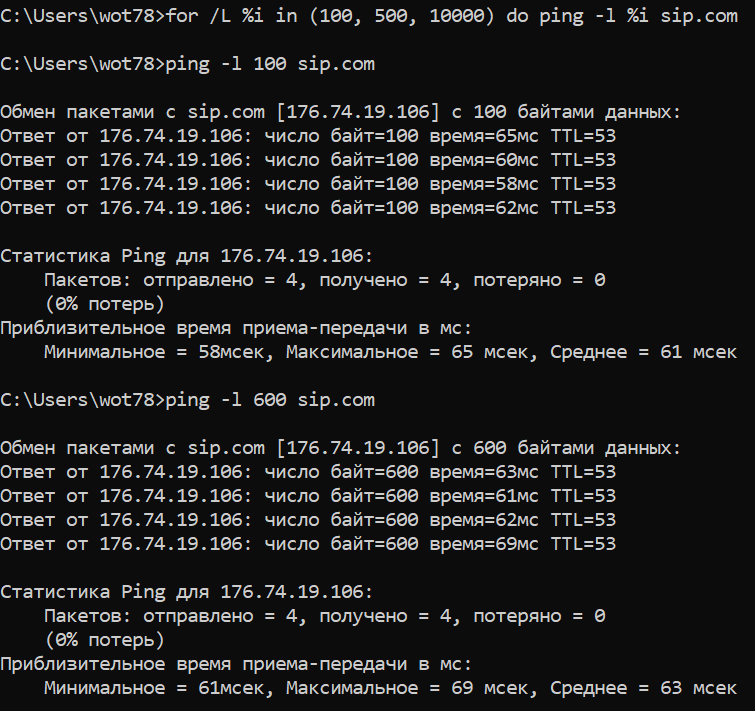 C:\Users\wot78>for /L %i in (100, 500, 10000) do ping -l %i sip.com
C:\Users\wot78>ping -l 100 sip.com
Обмен пакетами с sip.com [176.74.19.106] с 100 байтами данных:
Ответ от 176.74.19.106: число байт=100 время=65мс TTL=53
Ответ от 176.74.19.106: число байт=100 время=60мс TTL=53
Ответ от 176.74.19.106: число байт=100 время=58мс TTL=53
Ответ от 176.74.19.106: число байт=100 время=62мс TTL=53
Статистика Ping для 176.74.19.106:
Пакетов: отправлено = 4, получено = 4, потеряно = 0
(0% потерь)
Приблизительное время приема-передачи в мс:
Минимальное = 58мсек, Максимальное = 65 мсек, Среднее = 61 мсек
C:\Users\wot78>ping -l 600 sip.com
Обмен пакетами с sip.com [176.74.19.106] с 600 байтами данных:
Ответ от 176.74.19.106: число байт=600 время=63мс TTL=53
Ответ от 176.74.19.106: число байт=600 время=61мс TTL=53
Ответ от 176.74.19.106: число байт=600 время=62мс TTL=53
Ответ от 176.74.19.106: число байт=600 время=69мс TTL=53
Статистика Ping для 176.74.19.106:
Пакетов: отправлено = 4, получено = 4, потеряно = 0
(0% потерь)
Приблизительное время приема-передачи в мс:
Минимальное = 61мсек, Максимальное = 69 мсек, Среднее = 63 мсек